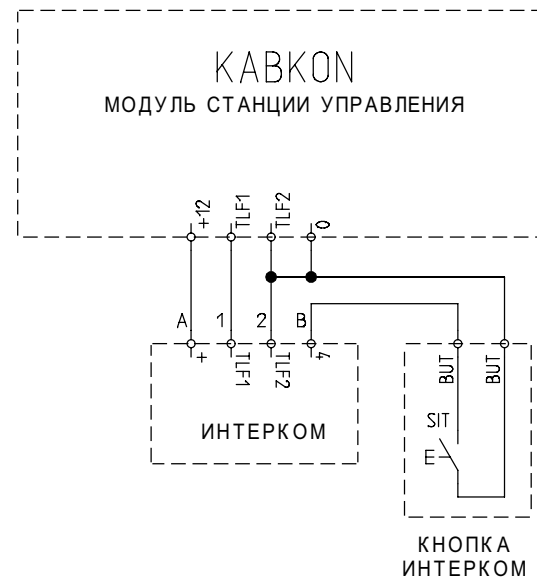 KABKON
МОДУЛЬ СТАНЦИИ УПРАВЛЕНИЯ
+12 TLF1 TLF2 0
A 1 2 B
+ TLF1 TLF2 4
BUT BUT
ИНТЕРКОМ
SIT
E
КНОПКА
ИНТЕРКОМ